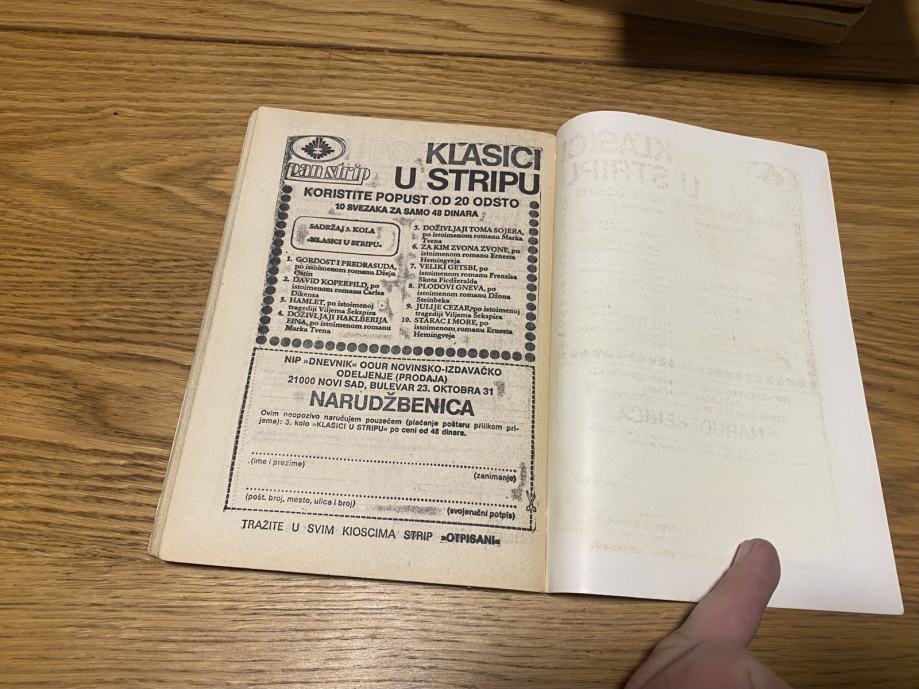 pan strip
KLASICI
U STRIPU
KORISTITE POPUST OD 20 ODSTO
10 SVEZAKA ZA SAMO 48 DINARA
SADRŽAJ 3. KOLA
»KLASICI U STRIPU«
1. GORDOST I PREDRASUDA,
po istoimenom romanu Džejn
Ostin
2. DAVID KOPERFILD, po
istoimenom romanu Čarlsa
Dikensa
3. HAMLET, po istoimenoj
tragediji Viljema Šekspira
4. DOŽIVLJAJI HAKLBERIJA
FINA, po istoimenom romanu
Marka Tvena
5. DOŽIVLJAJI TOMA SOJERA,
po istoimenom romanu Marka
Tvena
6. ZA KIM ZVONA ZVONE, po
istoimenom romanu Ernesta
Hemingveja
7. VELIKI GETSBI, po
istoimenom romanu Frensisa
Skota Ficdžeralda
8. PLODOVI GNEVA, po
istoimenom romanu Džona
Steinbeka
9. JULIJE CEZAR, po istoimenoj
tragediji Viljema Šekspira
10. STARAC I MORE, po
istoimenom romanu Ernesta
Hemingveja
NIP »DNEVNIK« OOUR NOVINSKO-IZDAVAČKO
ODELJENJE (PRODAJA)
21000 NOVI SAD, BULEVAR 23. OKTOBRA 31
NARUDŽBENICA
Ovim neopozivo naručujem pouzećem (plaćanje poštaru prilikom pri-
jema): 3. kolo »KLASICI U STRIPU« po ceni od 48 dinara.
(ime i prezime)
(zanimanje)
(pošt. broj, mesto, ulica i broj)
(svojeručni potpis)
TRAŽITE U SVIM KIOSCIMA STRIP »OTPISANI«